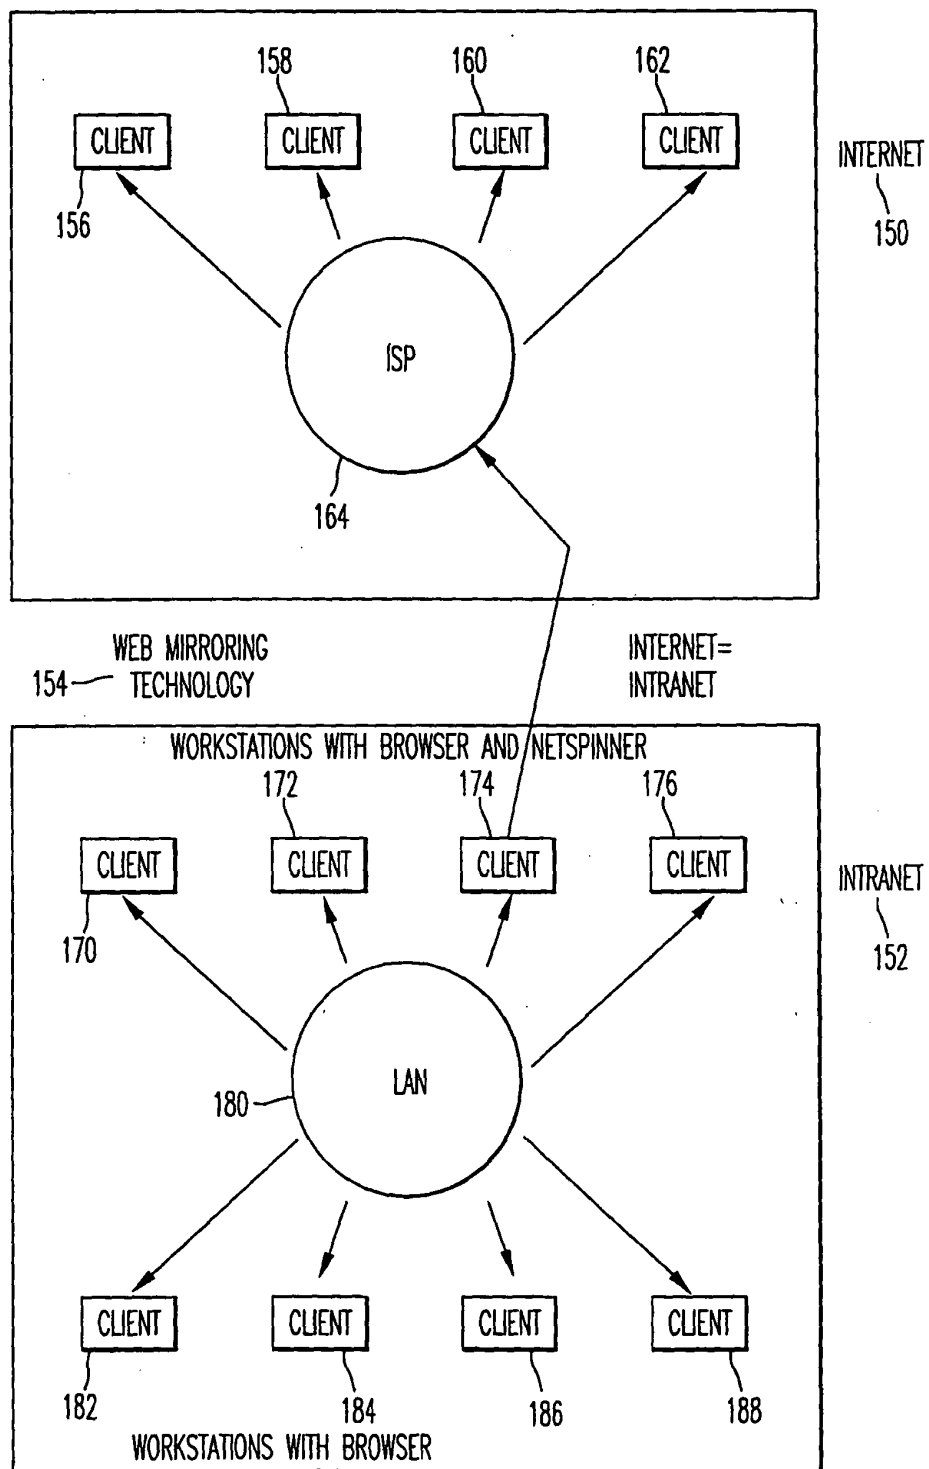 158
160
162
CLIENT
CLIENT
CLIENT
CLIENT
INTERNET
156
150
ISP
164
WEB MIRRORING
TECHNOLOGY
154
INTERNET=
INTRANET
WORKSTATIONS WITH BROWSER AND NETSPINNER
172
174
176
CLIENT
CLIENT
CLIENT
CLIENT
INTRANET
170
152
LAN
180
CLIENT
CLIENT
CLIENT
CLIENT
182
184
186
188
WORKSTATIONS WITH BROWSER